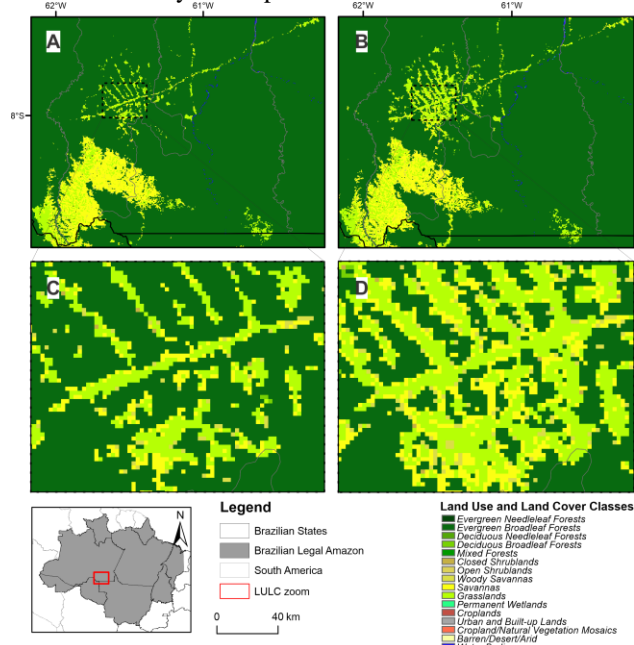 62°W 61°W 62°W 61°W
A B
8°S
C D
N
Legend
Brazilian States
Brazilian Legal Amazon
South America
LULC zoom
0 40 km
Land Use and Land Cover Classes
Evergreen Needleleaf Forests
Evergreen Broadleaf Forests
Deciduous Needleleaf Forests
Deciduous Broadleaf Forests
Mixed Forests
Closed Shrublands
Open Shrublands
Woody Savannas
Savannas
Grasslands
Permanent Wetlands
Croplands
Urban and Built-up Lands
Cropland/Natural Vegetation Mosaics
Barren/Desert/Arid